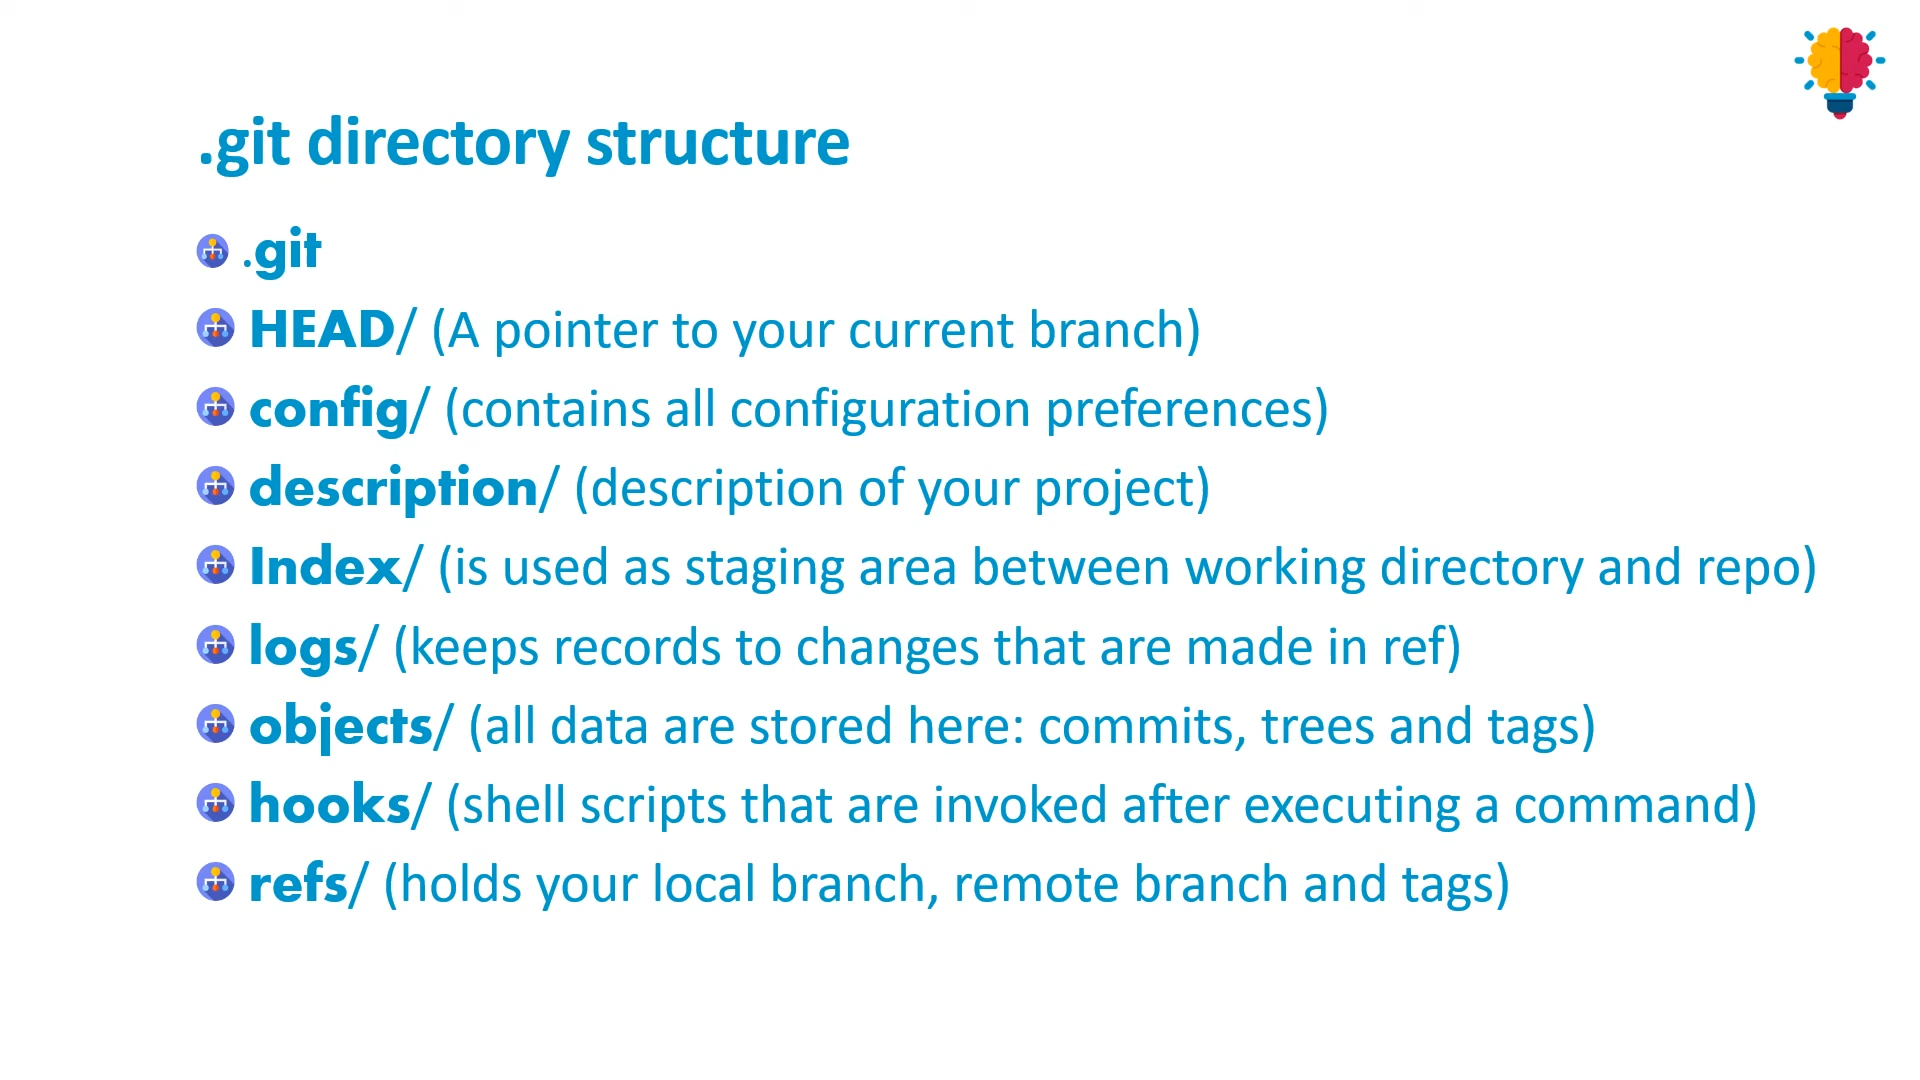 .git directory structure
.git
HEAD/ (A pointer to your current branch)
config/ (contains all configuration preferences)
description/ (description of your project)
Index/ (is used as staging area between working directory and repo)
logs/ (keeps records to changes that are made in ref)
objects/ (all data are stored here: commits, trees and tags)
hooks/ (shell scripts that are invoked after executing a command)
refs/ (holds your local branch, remote branch and tags)